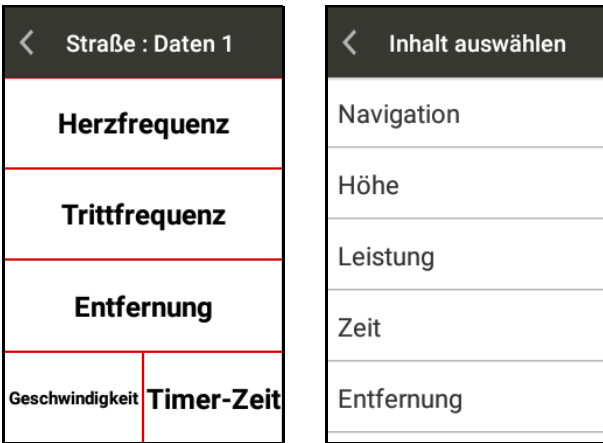 Straße : Daten 1
Herzfrequenz
Trittfrequenz
Entfernung
Geschwindigkeit Timer-Zeit
Inhalt auswählen
Navigation
Höhe
Leistung
Zeit
Entfernung